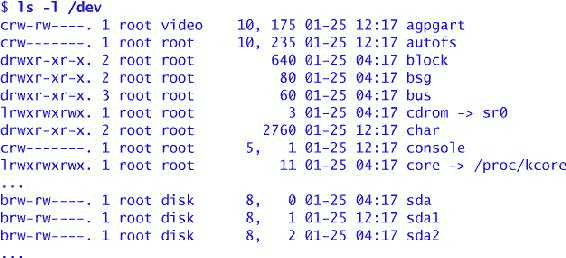 $ ls -l /dev
crw-rw----. 1 root video 10, 175 01-25 12:17 agpgart
crw-------. 1 root root 10, 235 01-25 12:17 autofs
drwxr-xr-x. 2 root root 640 01-25 04:17 block
drwxr-xr-x. 2 root root 80 01-25 04:17 bsg
drwxr-xr-x. 3 root root 60 01-25 04:17 bus
lrwxrwxrwx. 1 root root 3 01-25 04:17 cdrom -> sr0
drwxr-xr-x. 2 root root 2760 01-25 12:17 char
crw-------. 1 root root 5, 1 01-25 12:17 console
lrwxrwxrwx. 1 root root 11 01-25 04:17 core -> /proc/kcore
...
brw-rw----. 1 root disk 8, 0 01-25 04:17 sda
brw-rw----. 1 root disk 8, 1 01-25 12:17 sda1
brw-rw----. 1 root disk 8, 2 01-25 04:17 sda2
...